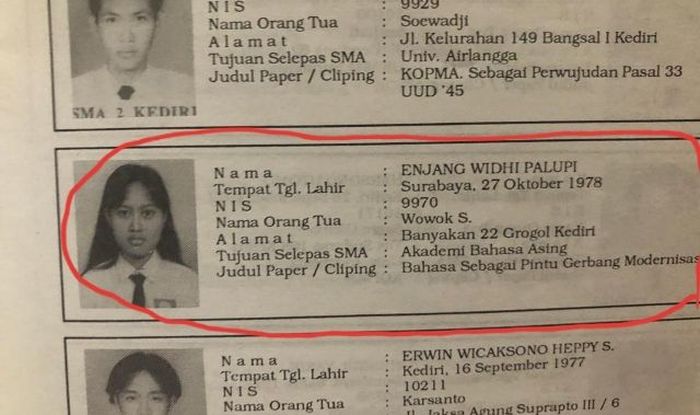 N I S : 9929
Nama Orang Tua : Soewadji
A l a m a t : Jl. Kelurahan 149 Bangsal I Kediri
Tujuan Selepas SMA : Univ. Airlangga
Judul Paper / Cliping : KOPMA. Sebagai Perwujudan Pasal 33
UUD '45
SMA 2 KEDIRI
N a m a : ENJANG WIDHI PALUPI
Tempat Tgl. Lahir : Surabaya, 27 Oktober 1978
N I S : 9970
Nama Orang Tua : Wowok S.
A l a m a t : Banyakan 22 Grogol Kediri
Tujuan Selepas SMA : Akademi Bahasa Asing
Judul Paper / Cliping : Bahasa Sebagai Pintu Gerbang Modernisas
N a m a : ERWIN WICAKSONO HEPPY S.
Tempat Tgl. Lahir : Kediri, 16 September 1977
N I S : 10211
Nama Orang Tua : Karsanto
Jl. Jaksa Agung Suprapto III / 6